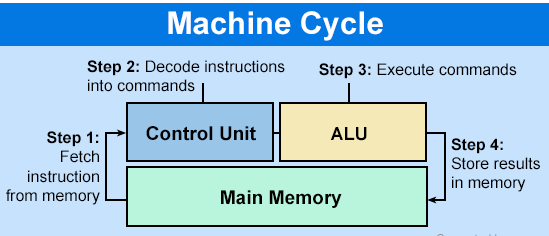 Machine Cycle
Step 2: Decode instructions
into commands
Step 3: Execute commands
Control Unit
ALU
Step 1:
Fetch
instruction
from memory
Step 4:
Store results
in memory
Main Memory